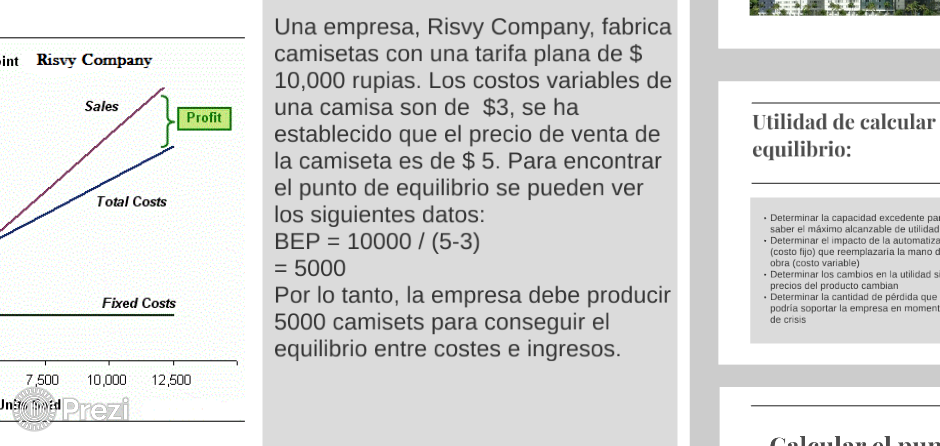 int Risvy Company
Sales
Profit
Total Costs
Fixed Costs
7,500 10,000 12,500
Prezi
Una empresa, Risvy Company, fabrica
camisetas con una tarifa plana de $
10,000 rupias. Los costos variables de
una camisa son de $3, se ha
establecido que el precio de venta de
la camiseta es de $ 5. Para encontrar
el punto de equilibrio se pueden ver
los siguientes datos:
BEP = 10000 / (5-3)
= 5000
Por lo tanto, la empresa debe producir
5000 camisets para conseguir el
equilibrio entre costes e ingresos.
Utilidad de calcular
equilibrio:
• Determinar la capacidad excedente pa
saber el máximo alcanzable de utilidad
• Determinar el impacto de la automatiza
(costo fijo) que reemplazaría la mano d
obra (costo variable)
• Determinar los cambios en la utilidad si
precios del producto cambian
• Determinar la cantidad de pérdida que
podría soportar la empresa en moment
de crisis
Calcular el pun